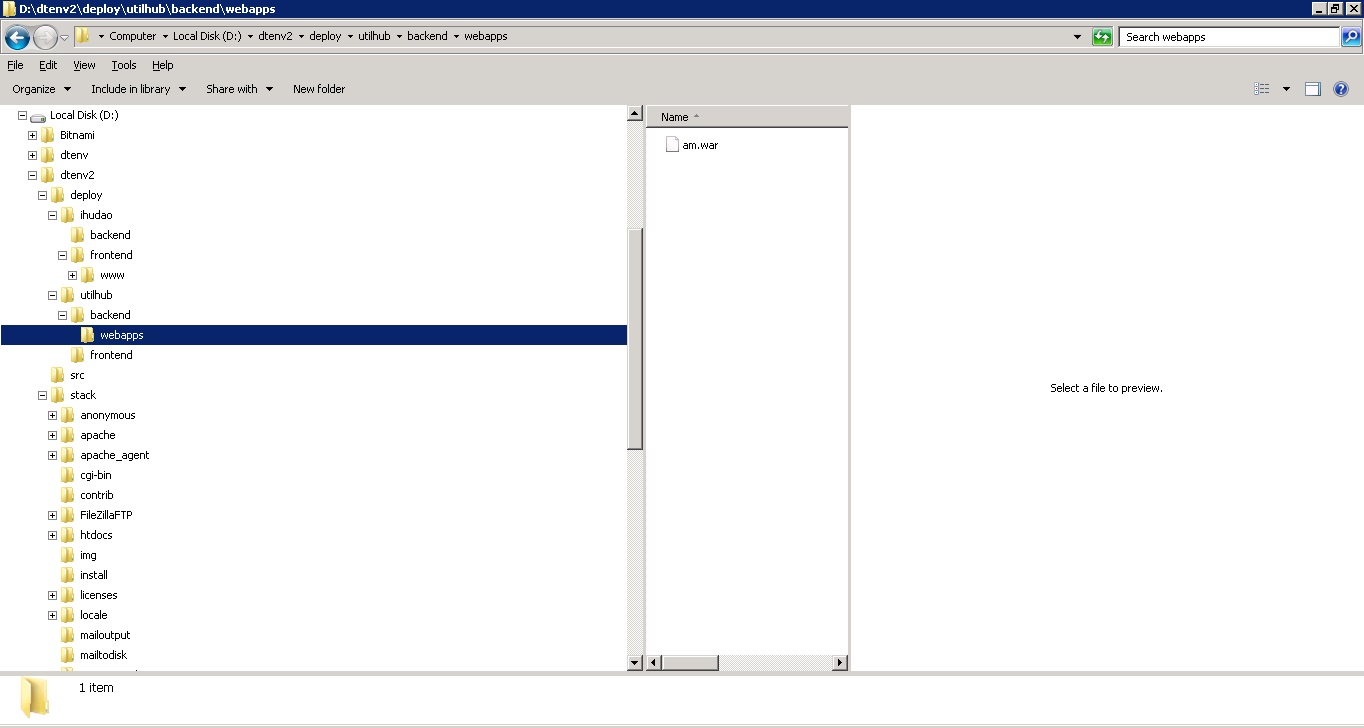 D:\dtenv2\deploy\utilhub\backend\webapps
Computer Local Disk (D:) dtenv2 deploy utilhub backend webapps Search webapps
File Edit View Tools Help
Organize Include in library Share with New folder
Local Disk (D:)
Bitnami
dtenv
dtenv2
deploy
ihudao
backend
frontend
www
utilhub
backend
webapps
frontend
src
stack
anonymous
apache
apache_agent
cgi-bin
contrib
FileZillaFTP
htdocs
img
install
licenses
locale
mailoutput
mailtodisk
Name
am.war
Select a file to preview.
1 item